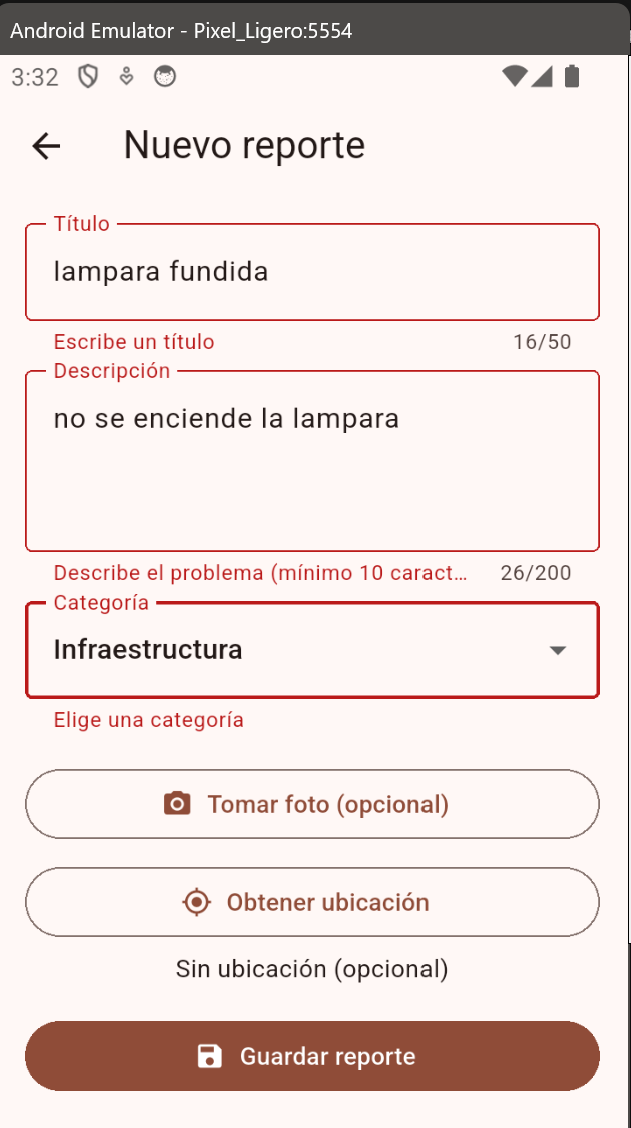 Android Emulator - Pixel_Ligero:5554
3:32
Nuevo reporte
Título
lampara fundida
Escribe un título 16/50
Descripción
no se enciende la lampara
Describe el problema (mínimo 10 caract... 26/200
Categoría
Infraestructura
Elige una categoría
Tomar foto (opcional)
Obtener ubicación
Sin ubicación (opcional)
Guardar reporte